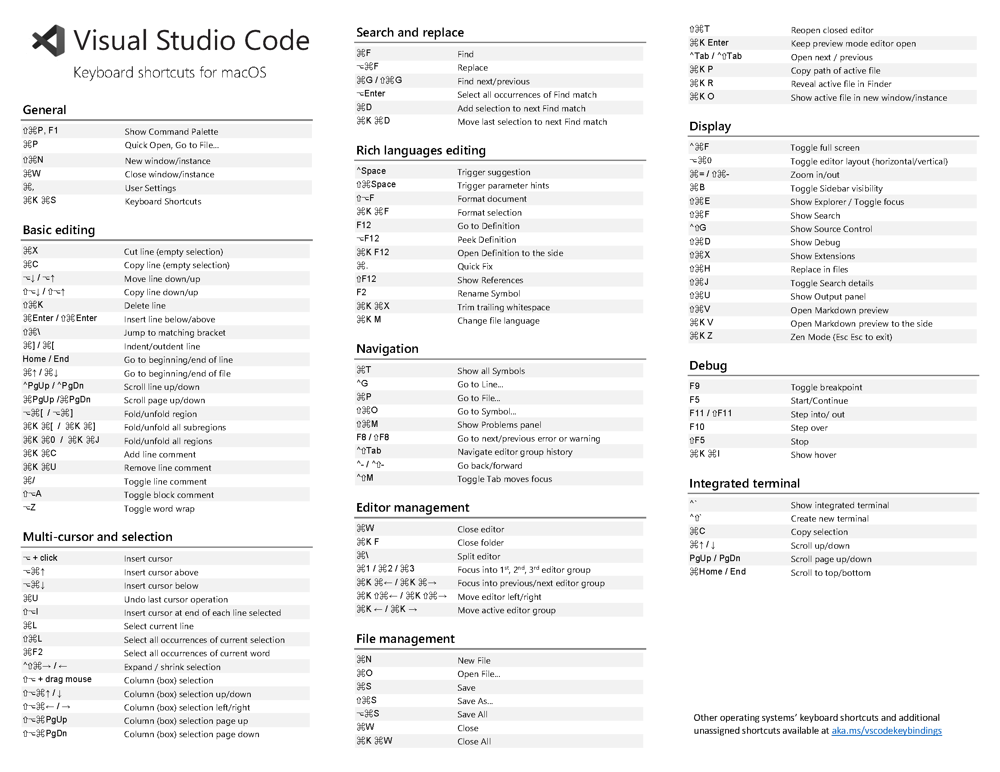 Visual Studio Code
Keyboard shortcuts for macOS
General
⇧⌘P, F1 Show Command Palette
⌘P Quick Open, Go to File...
⇧⌘N New window/instance
⌘W Close window/instance
⌘, User Settings
⌘K ⌘S Keyboard Shortcuts
Basic editing
⌘X Cut line (empty selection)
⌘C Copy line (empty selection)
⌥↓ / ⌥↑ Move line down/up
⇧⌥↓ / ⇧⌥↑ Copy line down/up
⇧⌘K Delete line
⌘Enter / ⇧⌘Enter Insert line below/above
⇧⌘\ Jump to matching bracket
⌘] / ⌘[ Indent/outdent line
Home / End Go to beginning/end of line
⌘↑ / ⌘↓ Go to beginning/end of file
^PgUp / ^PgDn Scroll line up/down
⌘PgUp /⌘PgDn Scroll page up/down
⌥⌘[ / ⌥⌘] Fold/unfold region
⌘K ⌘[ / ⌘K ⌘] Fold/unfold all subregions
⌘K ⌘0 / ⌘K ⌘J Fold/unfold all regions
⌘K ⌘C Add line comment
⌘K ⌘U Remove line comment
⌘/ Toggle line comment
⇧⌥A Toggle block comment
⌥Z Toggle word wrap
Multi-cursor and selection
⌥ + click Insert cursor
⌥⌘↑ Insert cursor above
⌥⌘↓ Insert cursor below
⌘U Undo last cursor operation
⇧⌥I Insert cursor at end of each line selected
⌘L Select current line
⇧⌘L Select all occurrences of current selection
⌘F2 Select all occurrences of current word
^⇧⌘→ / ← Expand / shrink selection
⇧⌥ + drag mouse Column (box) selection
⇧⌥⌘↑ / ↓ Column (box) selection up/down
⇧⌥⌘← / → Column (box) selection left/right
⇧⌥⌘PgUp Column (box) selection page up
⇧⌥⌘PgDn Column (box) selection page down
Search and replace
⌘F Find
⌥⌘F Replace
⌘G / ⇧⌘G Find next/previous
⌥Enter Select all occurrences of Find match
⌘D Add selection to next Find match
⌘K ⌘D Move last selection to next Find match
Rich languages editing
^Space Trigger suggestion
⇧⌘Space Trigger parameter hints
⇧⌥F Format document
⌘K ⌘F Format selection
F12 Go to Definition
⌥F12 Peek Definition
⌘K F12 Open Definition to the side
⌘. Quick Fix
⇧F12 Show References
F2 Rename Symbol
⌘K ⌘X Trim trailing whitespace
⌘K M Change file language
Navigation
⌘T Show all Symbols
^G Go to Line...
⌘P Go to File...
⇧⌘O Go to Symbol...
⇧⌘M Show Problems panel
F8 / ⇧F8 Go to next/previous error or warning
^⇧Tab Navigate editor group history
^- / ^⇧- Go back/forward
^⇧M Toggle Tab moves focus
Editor management
⌘W Close editor
⌘K F Close folder
⌘\ Split editor
⌘1 / ⌘2 / ⌘3 Focus into 1st, 2nd, 3rd editor group
⌘K ⌘← / ⌘K ⌘→ Focus into previous/next editor group
⌘K ⇧⌘← / ⌘K ⇧⌘→ Move editor left/right
⌘K ← / ⌘K → Move active editor group
File management
⌘N New File
⌘O Open File...
⌘S Save
⇧⌘S Save As...
⌥⌘S Save All
⌘W Close
⌘K ⌘W Close All
⇧⌘T Reopen closed editor
⌘K Enter Keep preview mode editor open
^Tab / ^⇧Tab Open next / previous
⌘K P Copy path of active file
⌘K R Reveal active file in Finder
⌘K O Show active file in new window/instance
Display
^⌘F Toggle full screen
⌥⌘0 Toggle editor layout (horizontal/vertical)
⌘= / ⇧⌘- Zoom in/out
⌘B Toggle Sidebar visibility
⇧⌘E Show Explorer / Toggle focus
⇧⌘F Show Search
^⇧G Show Source Control
⇧⌘D Show Debug
⇧⌘X Show Extensions
⇧⌘H Replace in files
⇧⌘J Toggle Search details
⇧⌘U Show Output panel
⇧⌘V Open Markdown preview
⌘K V Open Markdown preview to the side
⌘K Z Zen Mode (Esc Esc to exit)
Debug
F9 Toggle breakpoint
F5 Start/Continue
F11 / ⇧F11 Step into/ out
F10 Step over
⇧F5 Stop
⌘K ⌘I Show hover
Integrated terminal
^` Show integrated terminal
^⇧` Create new terminal
⌘C Copy selection
⌘↑ / ↓ Scroll up/down
PgUp / PgDn Scroll page up/down
⌘Home / End Scroll to top/bottom
Other operating systems’ keyboard shortcuts and additional
unassigned shortcuts available at aka.ms/vscodekeybindings